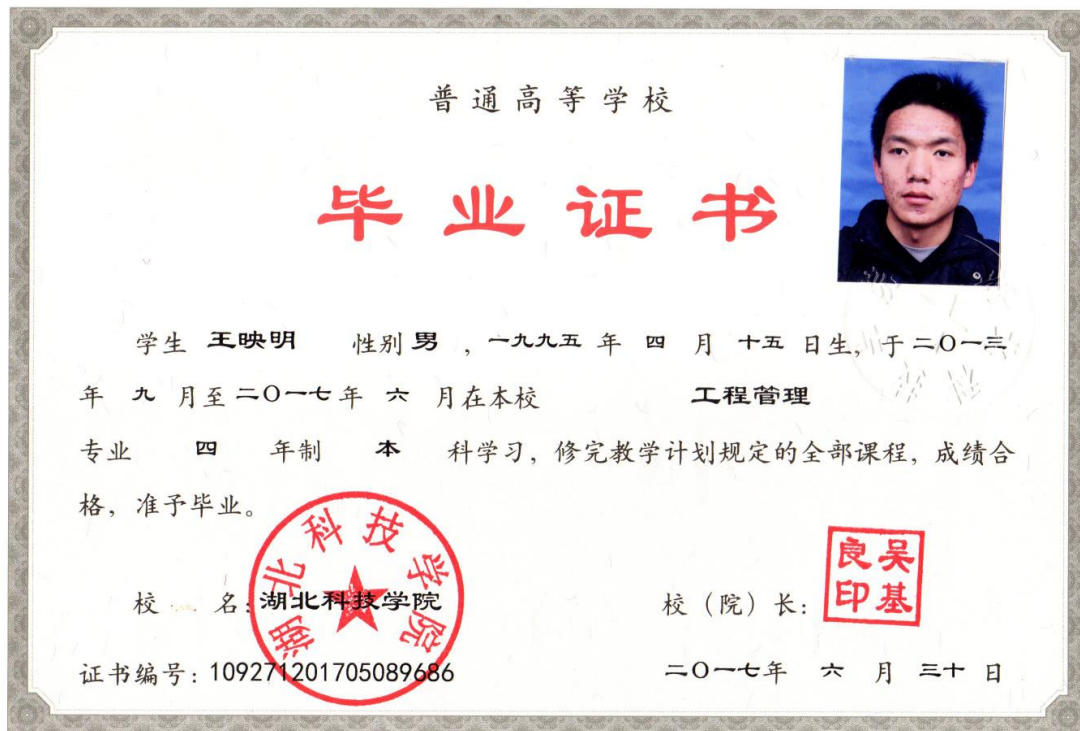 普通高等学校
毕业证书
学生 王映明 性别 男 ，一九九五 年 四 月 十五 日生，于 二〇一三
年 九 月至 二〇一七 年 六 月在本校 工程管理
专业 四 年制 本 科学习，修完教学计划规定的全部课程，成绩合
格，准予毕业。
湖北科技学院
良吴
印基
校 名：湖北科技学院 校（院）长：
证书编号：109271201705089686 二〇一七年 六 月 三十 日